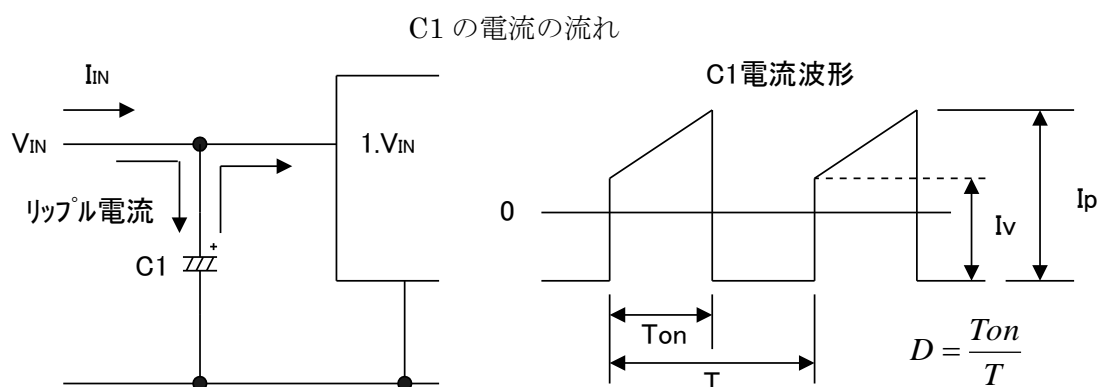 C1 の電流の流れ
IIN
VIN
1.VIN
リップル電流
C1
+
C1電流波形
0
Iv
Ip
Ton
T
D = Ton / T